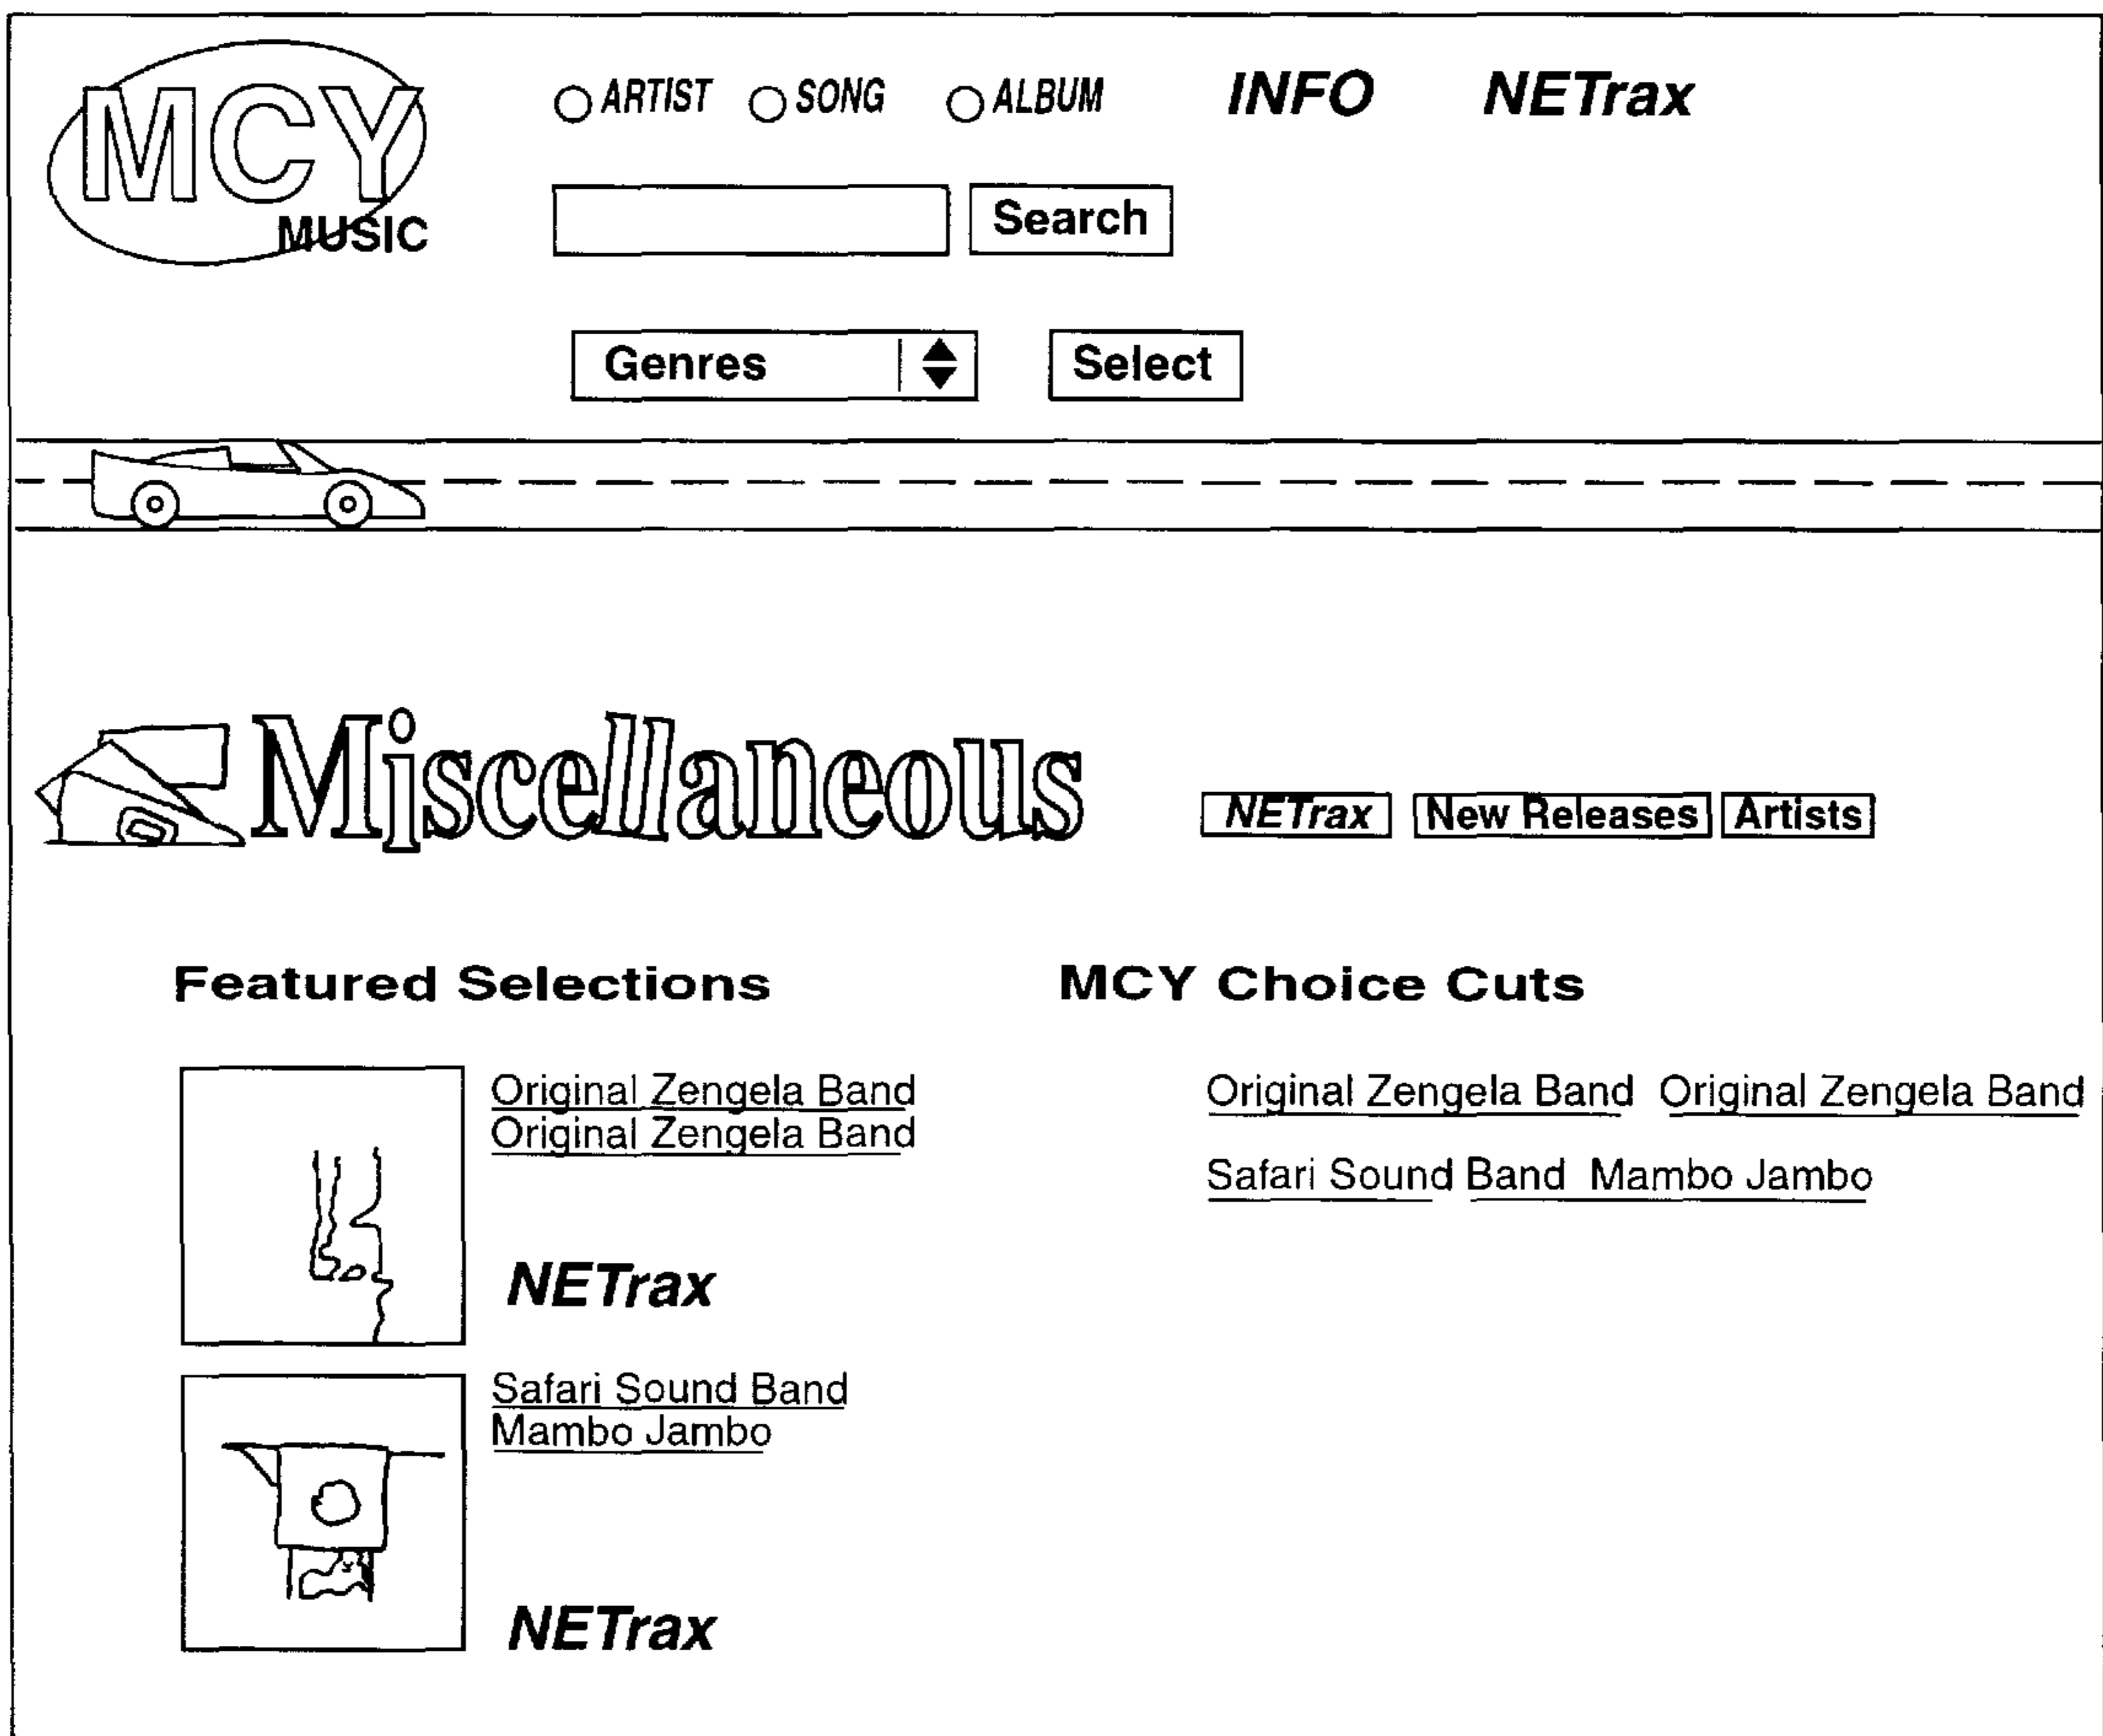 MCY
MUSIC
ARTIST SONG ALBUM INFO NETrax
Search
Genres Select
Miscellaneous
NETrax New Releases Artists
Featured Selections
Original Zengela Band
Original Zengela Band
NETrax
Safari Sound Band
Mambo Jambo
NETrax
MCY Choice Cuts
Original Zengela Band Original Zengela Band
Safari Sound Band Mambo Jambo